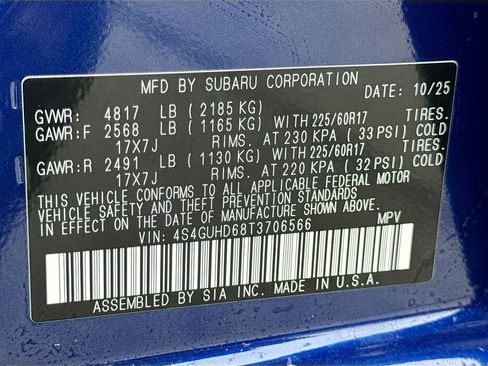 MFD BY SUBARU CORPORATION DATE: 10/25
GVWR: 4817 LB (2185 KG)
GAWR:F 2568 LB (1165 KG) WITH 225/60R17 TIRES.
17X7J RIMS. AT 230 KPA (33 PSI) COLD
GAWR:R 2491 LB (1130 KG) WITH 225/60R17 TIRES.
17X7J RIMS. AT 220 KPA (32 PSI) COLD
THIS VEHICLE CONFORMS TO ALL APPLICABLE FEDERAL MOTOR
VEHICLE SAFETY AND THEFT PREVENTION STANDARDS
IN EFFECT ON THE DATE OF MANUFACTURE SHOWN ABOVE.
VIN: 4S4GUHD68T3706566 MPV
ASSEMBLED BY SIA INC. MADE IN U.S.A.